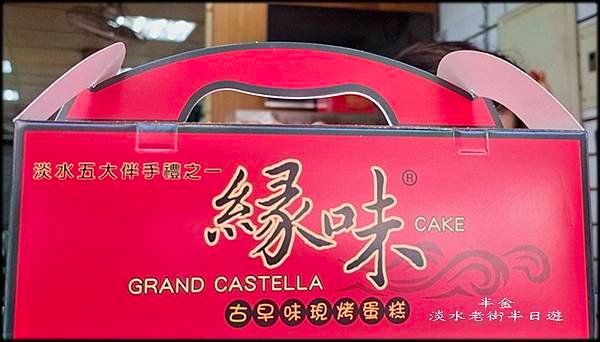 淡水五大伴手禮之一
緣味®
CAKE
GRAND CASTELLA
古早味現烤蛋糕
半金
淡水老街半日遊